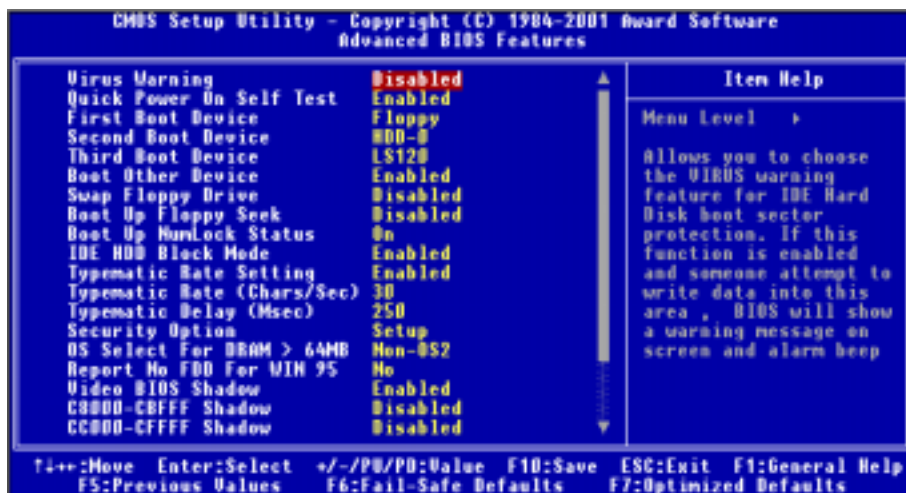 CMOS Setup Utility - Copyright (C) 1984-2001 Award Software
Advanced BIOS Features
Virus Warning Disabled
Quick Power On Self Test Enabled
First Boot Device Floppy
Second Boot Device HDD-0
Third Boot Device LS120
Boot Other Device Enabled
Swap Floppy Drive Disabled
Boot Up Floppy Seek Disabled
Boot Up NumLock Status On
IDE HDD Block Mode Enabled
Typematic Rate Setting Enabled
Typematic Rate (Chars/Sec) 30
Typematic Delay (Msec) 250
Security Option Setup
OS Select For DRAM > 64MB Non-OS2
Report No FDD For WIN 95 No
Video BIOS Shadow Enabled
C8000-CBFFF Shadow Disabled
CC000-CFFFF Shadow Disabled
Item Help
Menu Level
Allows you to choose
the VIRUS warning
feature for IDE Hard
Disk boot sector
protection. If this
function is enabled
and someone attempt to
write data into this
area , BIOS will show
a warning message on
screen and alarm beep
↑↓→←:Move Enter:Select +/-/PU/PD:Value F10:Save ESC:Exit F1:General Help
F5:Previous Values F6:Fail-Safe Defaults F7:Optimized Defaults